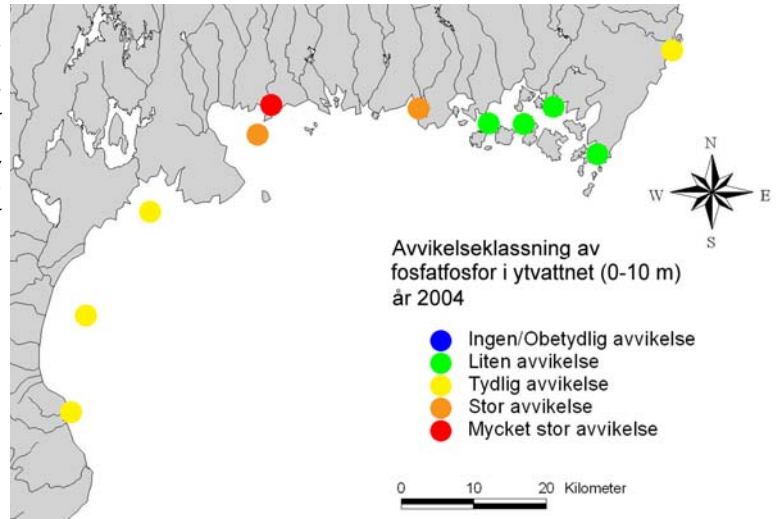 N
W E
S
Avvikelseklassning av
fosfatfosfor i ytvattnet (0-10 m)
år 2004
Ingen/Obetydlig avvikelse
Liten avvikelse
Tydlig avvikelse
Stor avvikelse
Mycket stor avvikelse
0 10 20 Kilometer